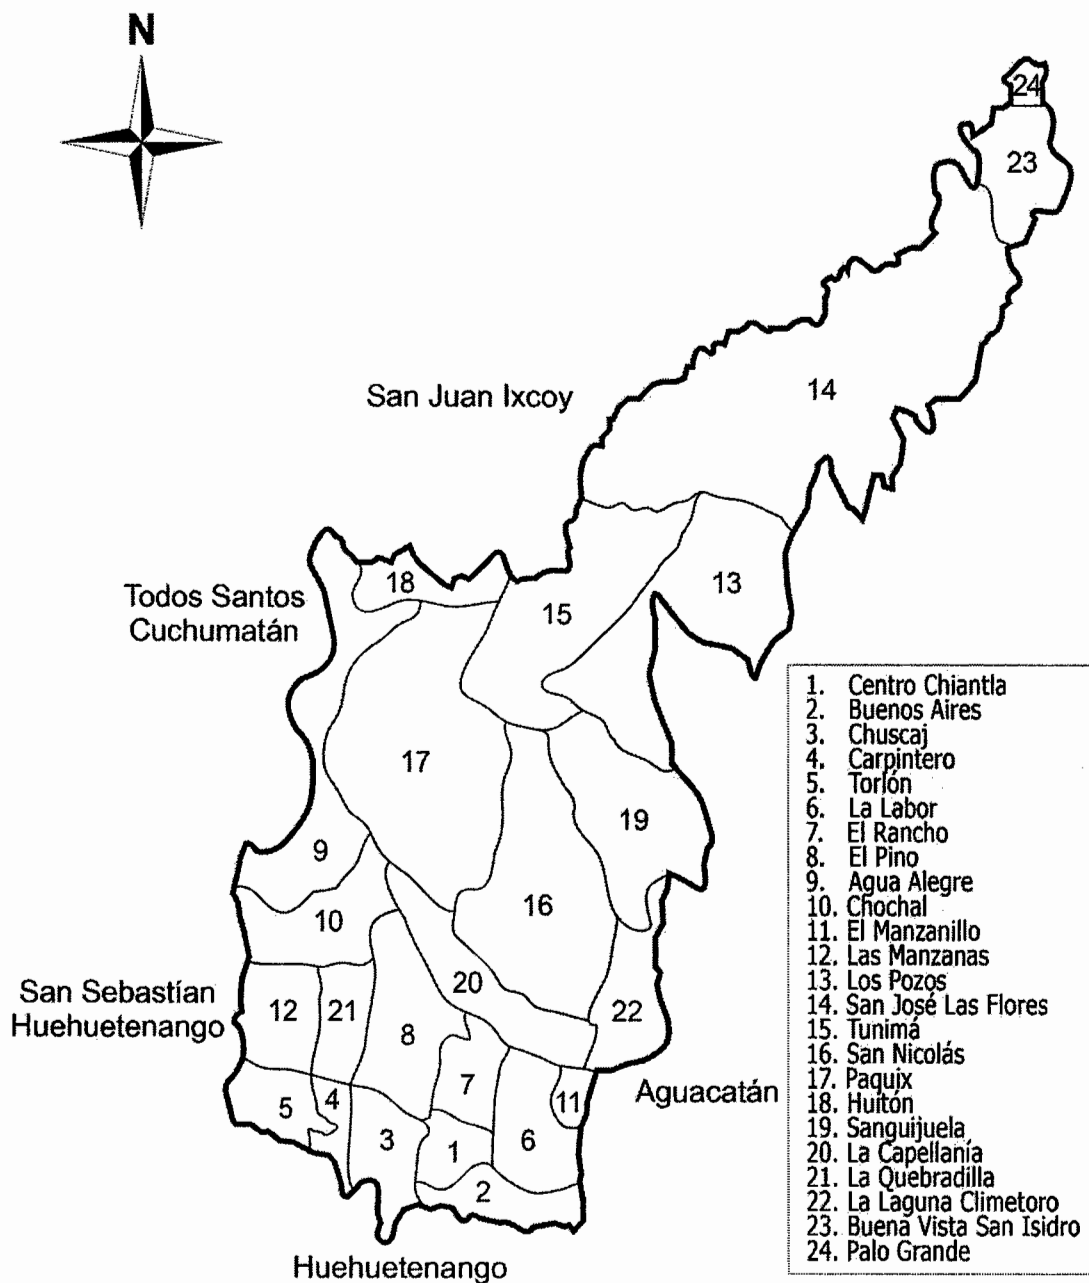 N
24
23
14
San Juan Ixcoy
18
13
Todos Santos
Cuchumatán
15
17
19
9
16
10
San Sebastían
Huehuetenango
12
21
20
22
8
7
11
Aguacatán
5
4
3
1
6
2
Huehuetenango
1. Centro Chiantla
2. Buenos Aires
3. Chuscaj
4. Carpintero
5. Torlón
6. La Labor
7. El Rancho
8. El Pino
9. Agua Alegre
10. Chochal
11. El Manzanillo
12. Las Manzanas
13. Los Pozos
14. San José Las Flores
15. Tunimá
16. San Nicolás
17. Paquix
18. Huitón
19. Sanguijuela
20. La Capellanía
21. La Quebradilla
22. La Laguna Climetoro
23. Buena Vista San Isidro
24. Palo Grande